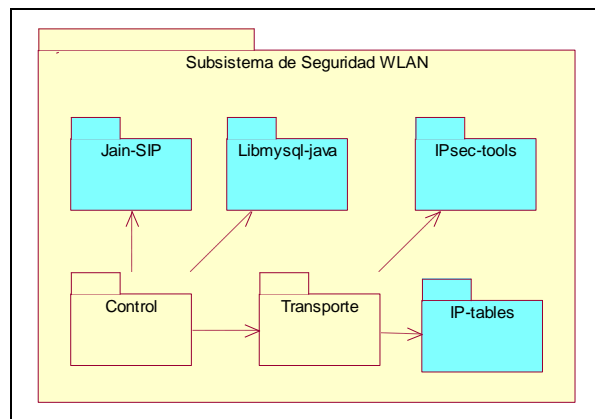 Subsistema de Seguridad WLAN
Jain-SIP
Libmysql-java
IPsec-tools
Control
Transporte
IP-tables